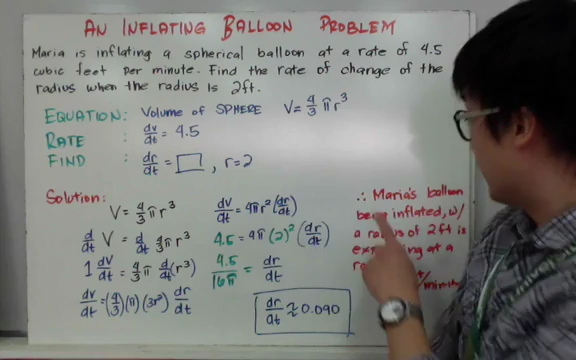 AN INFLATING BALLOON PROBLEM
Maria is inflating a spherical balloon at a rate of 4.5
cubic feet per minute. Find the rate of change of the
radius when the radius is 2ft.
EQUATION: Volume of SPHERE V = 4/3 πr³
RATE : dv/dt = 4.5
FIND : dr/dt = □ , r=2
Solution:
V = 4/3 πr³
d/dt V = d/dt 4/3 πr³
1 dV/dt = 4/3 π d/dt (r³)
dv/dt = (4/3)(π)(3r²) dr/dt
dv/dt = 4πr² (dr/dt)
4.5 = 4π (2)² (dr/dt)
4.5/16π = dr/dt
dr/dt ≈ 0.090
∴ Maria's balloon
inflated, w/
a radius of 2ft is
at a
/minute